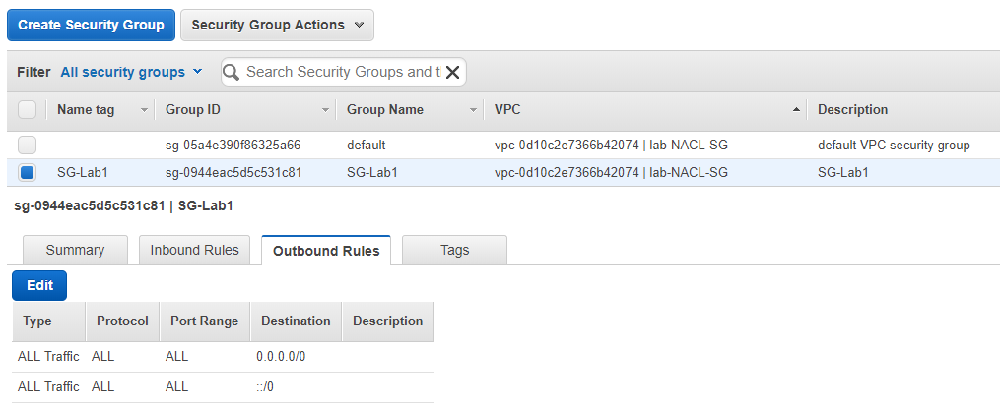 Create Security Group Security Group Actions
Filter All security groups Search Security Groups and t
Name tag Group ID Group Name VPC Description
sg-05a4e390f86325a66 default vpc-0d10c2e7366b42074 | lab-NACL-SG default VPC security group
SG-Lab1 sg-0944eac5d5c531c81 SG-Lab1 vpc-0d10c2e7366b42074 | lab-NACL-SG SG-Lab1
sg-0944eac5d5c531c81 | SG-Lab1
Summary Inbound Rules Outbound Rules Tags
Edit
Type Protocol Port Range Destination Description
ALL Traffic ALL ALL 0.0.0.0/0
ALL Traffic ALL ALL ::/0